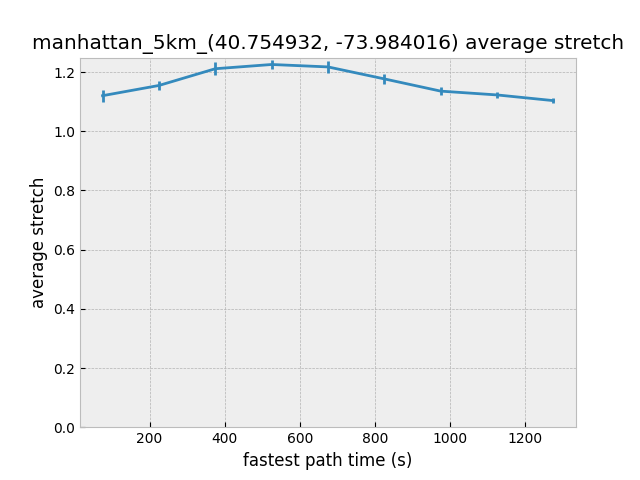 manhattan_5km_(40.754932, -73.984016) average stretch
average stretch
1.2
1.0
0.8
0.6
0.4
0.2
0.0
200 400 600 800 1000 1200
fastest path time (s)